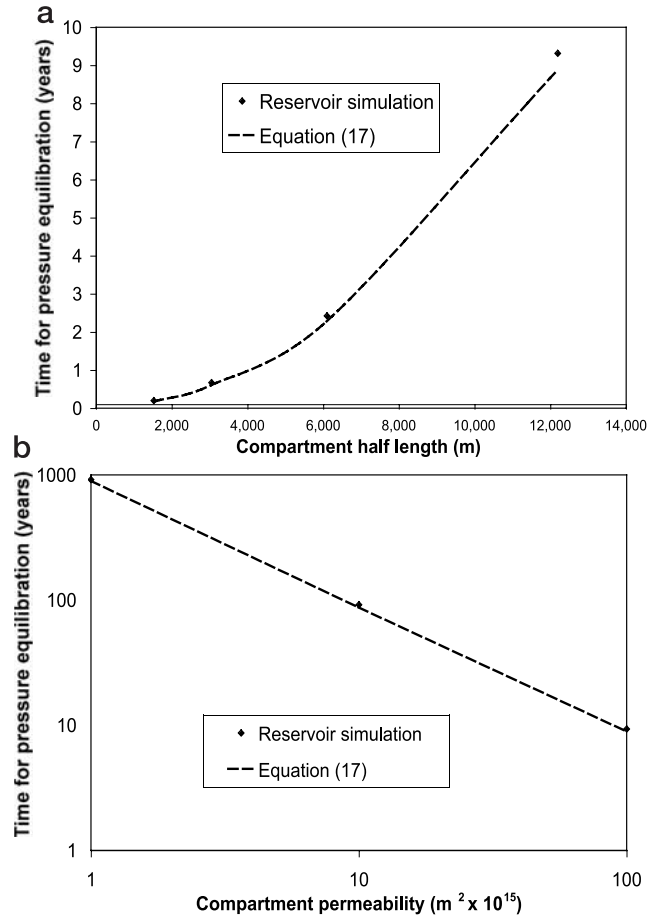 a
10
9
8
7
6
5
4
3
2
1
0
Time for pressure equilibration (years)
Reservoir simulation
Equation (17)
0 2,000 4,000 6,000 8,000 10,000 12,000 14,000
Compartment half length (m)
b
1000
100
10
1
Time for pressure equilibration (years)
Reservoir simulation
Equation (17)
1 10 100
Compartment permeability (m² x 10¹⁵)